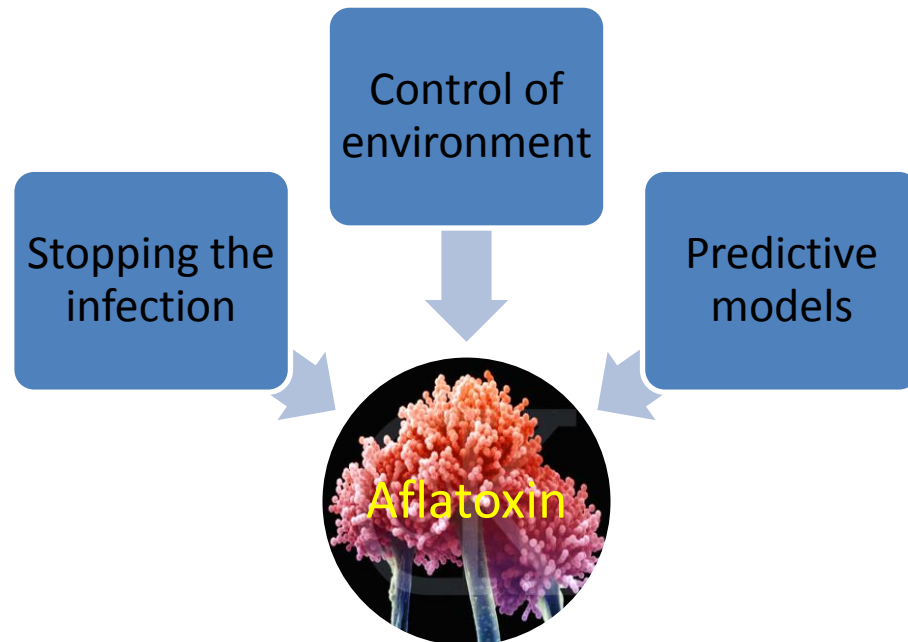 Control of
environment
Stopping the
infection
Predictive
models
Aflatoxin